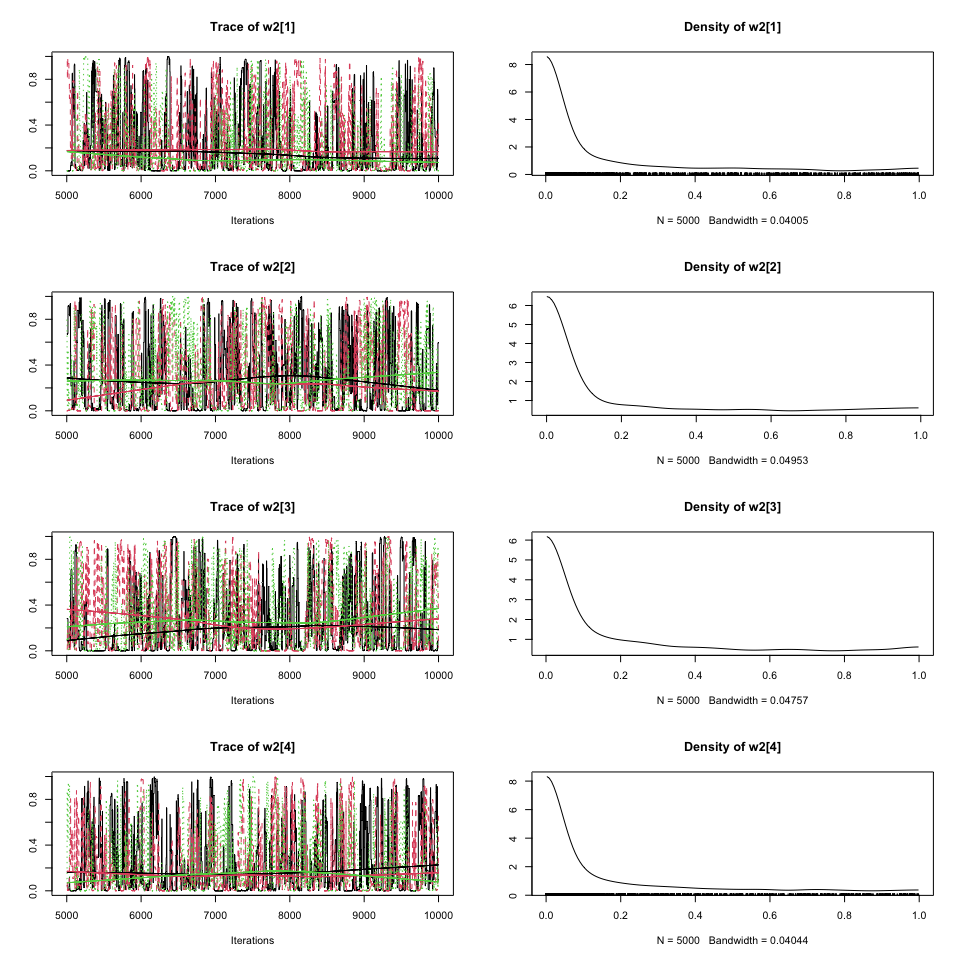 Trace of w2[1]
0.0 0.4 0.8
5000 6000 7000 8000 9000 10000
Iterations
Density of w2[1]
0 2 4 6 8
0.0 0.2 0.4 0.6 0.8 1.0
N = 5000 Bandwidth = 0.04005
Trace of w2[2]
0.0 0.4 0.8
5000 6000 7000 8000 9000 10000
Iterations
Density of w2[2]
1 2 3 4 5 6
0.0 0.2 0.4 0.6 0.8 1.0
N = 5000 Bandwidth = 0.04953
Trace of w2[3]
0.0 0.4 0.8
5000 6000 7000 8000 9000 10000
Iterations
Density of w2[3]
1 2 3 4 5 6
0.0 0.2 0.4 0.6 0.8 1.0
N = 5000 Bandwidth = 0.04757
Trace of w2[4]
0.0 0.4 0.8
5000 6000 7000 8000 9000 10000
Iterations
Density of w2[4]
0 2 4 6 8
0.0 0.2 0.4 0.6 0.8 1.0
N = 5000 Bandwidth = 0.04044